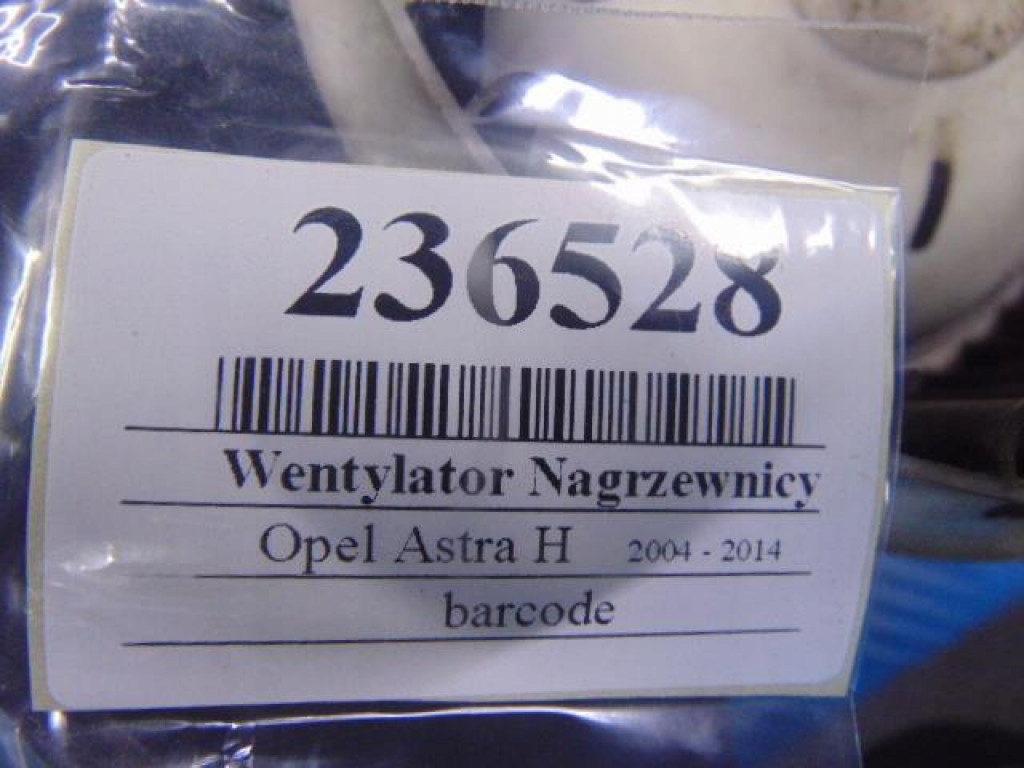 236528
Wentylator Nagrzewnicy
Opel Astra H 2004 - 2014
barcode